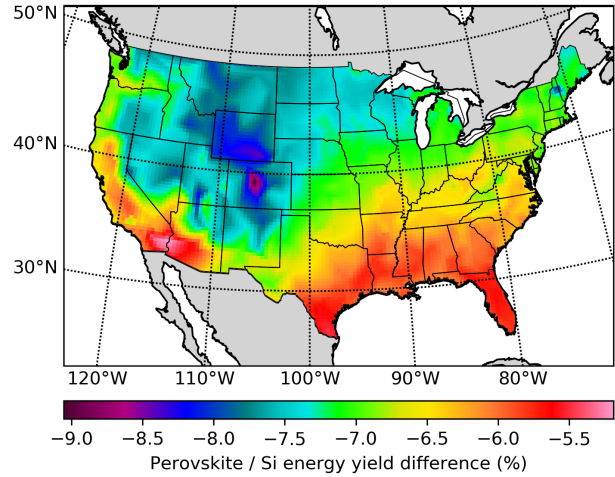 50°N
40°N
30°N
120°W 110°W 100°W 90°W 80°W
−9.0 −8.5 −8.0 −7.5 −7.0 −6.5 −6.0 −5.5
Perovskite / Si energy yield difference (%)